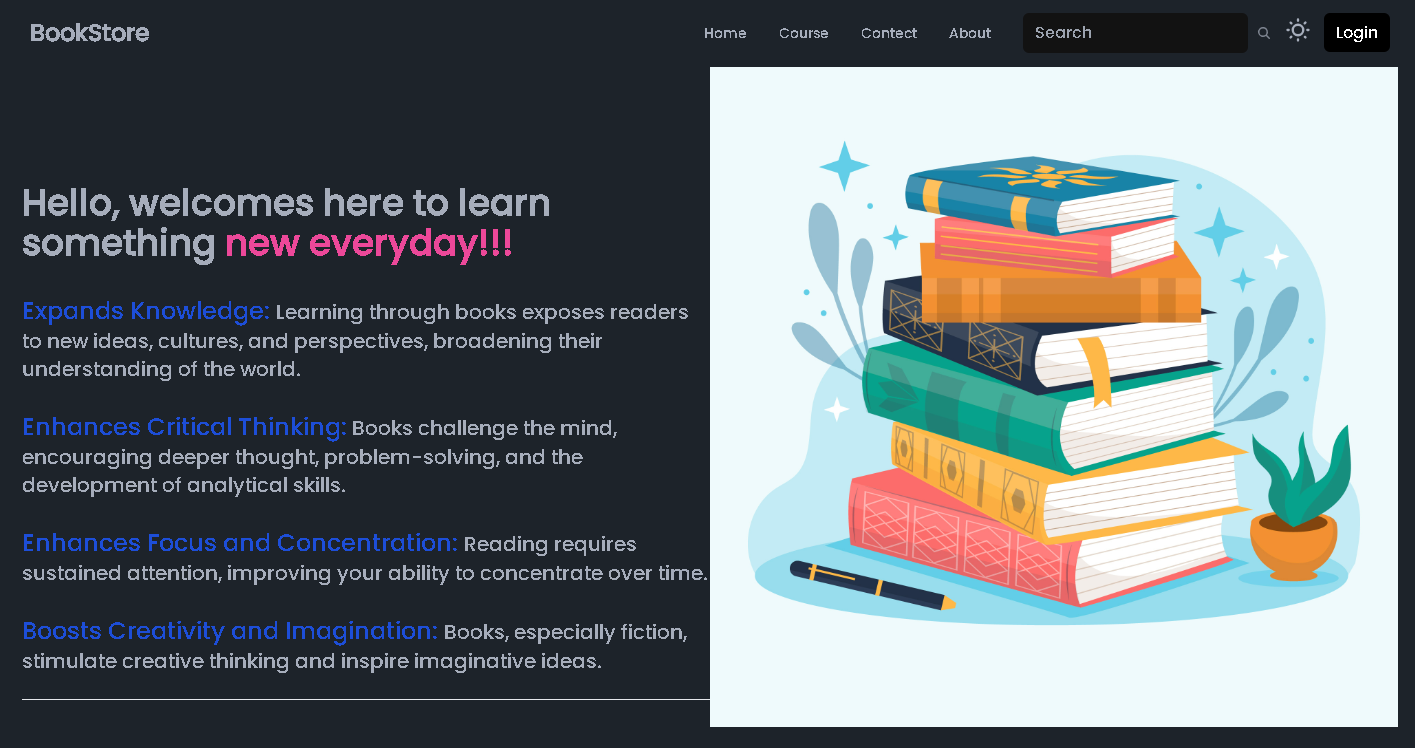 BookStore
Home
Course
Contect
About
Search
Login
Hello, welcomes here to learn
something new everyday!!!
Expands Knowledge: Learning through books exposes readers
to new ideas, cultures, and perspectives, broadening their
understanding of the world.
Enhances Critical Thinking: Books challenge the mind,
encouraging deeper thought, problem-solving, and the
development of analytical skills.
Enhances Focus and Concentration: Reading requires
sustained attention, improving your ability to concentrate over time.
Boosts Creativity and Imagination: Books, especially fiction,
stimulate creative thinking and inspire imaginative ideas.